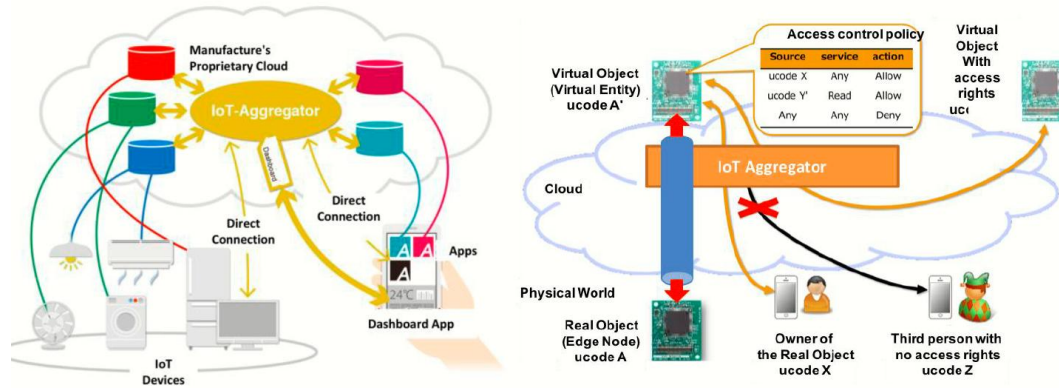 Manufacture's
Proprietary Cloud
IoT-Aggregator
Dashboard
Direct
Connection
Direct
Connection
A
A
A
Apps
24°C
Dashboard App
IoT
Devices
Access control policy
Source service action
ucode X Any Allow
ucode Y' Read Allow
Any Any Deny
Virtual Object
(Virtual Entity)
ucode A'
Virtual
Object
With
access
rights
IoT Aggregator
Cloud
Physical World
Real Object
(Edge Node)
ucode A
Owner of
the Real Object
ucode X
Third person with
no access rights
ucode Z